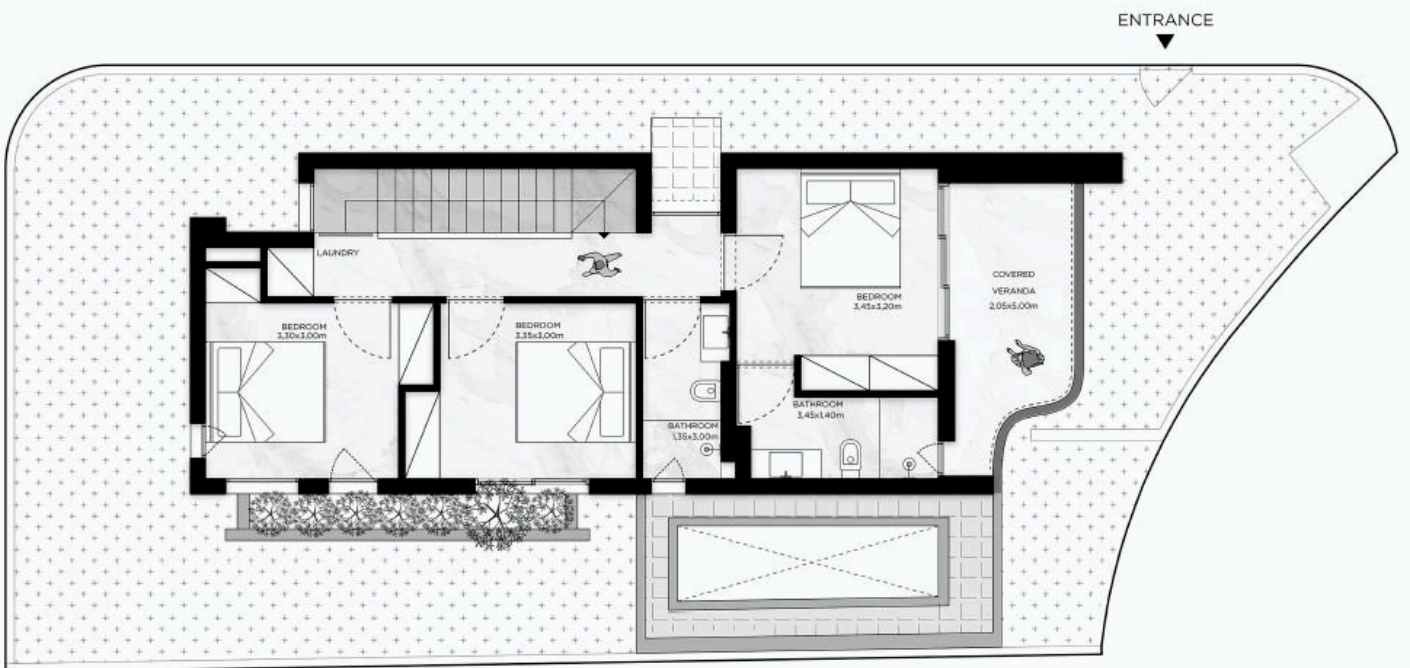 ENTRANCE
LAUNDRY
BEDROOM
3,30x3,00m
BEDROOM
3,35x3,00m
BEDROOM
3,45x3,20m
COVERED
VERANDA
2,05x5,00m
BATHROOM
1,35x3,00m
BATHROOM
3,45x1,40m